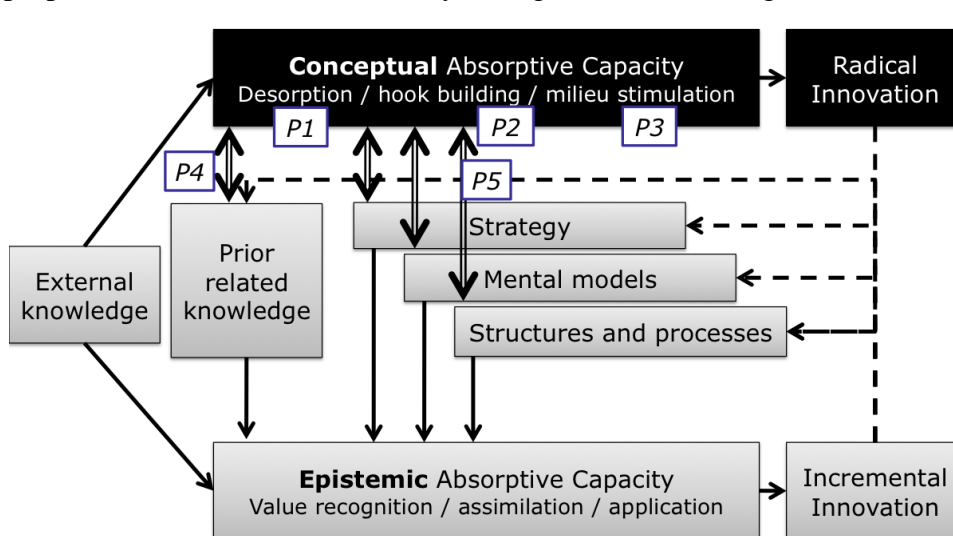 Conceptual Absorptive Capacity
Desorption / hook building / milieu stimulation
Radical
Innovation
P1
P2
P3
P4
P5
Strategy
Mental models
Structures and processes
Prior
related
knowledge
External
knowledge
Epistemic Absorptive Capacity
Value recognition / assimilation / application
Incremental
Innovation